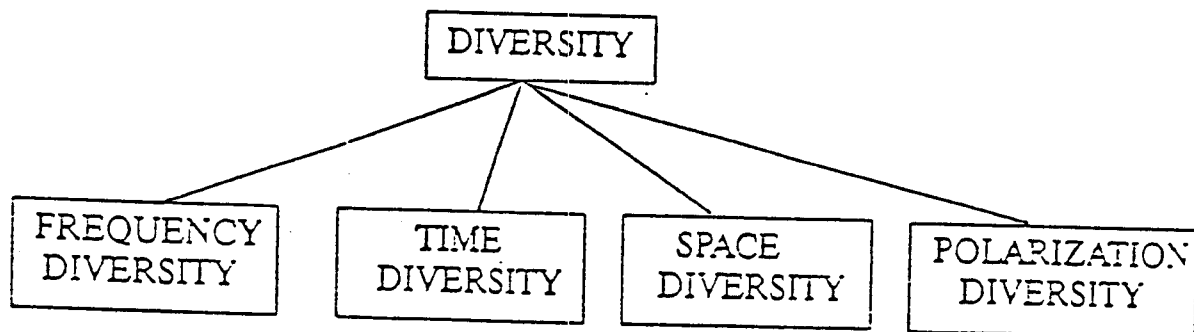 DIVERSITY
FREQUENCY
DIVERSITY
TIME
DIVERSITY
SPACE
DIVERSITY
POLARIZATION
DIVERSITY